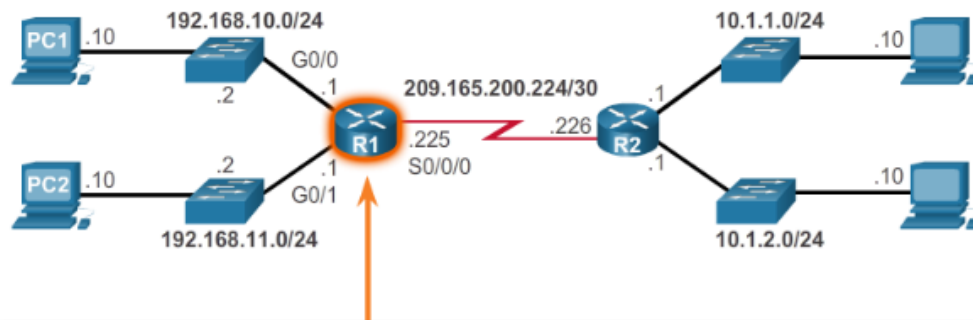 192.168.10.0/24
10.1.1.0/24
PC1
.10
G0/0
.10
.2
.1
209.165.200.224/30
.1
R1
.225
.226
R2
S0/0/0
PC2
.10
.2
.1
G0/1
.1
.10
192.168.11.0/24
10.1.2.0/24